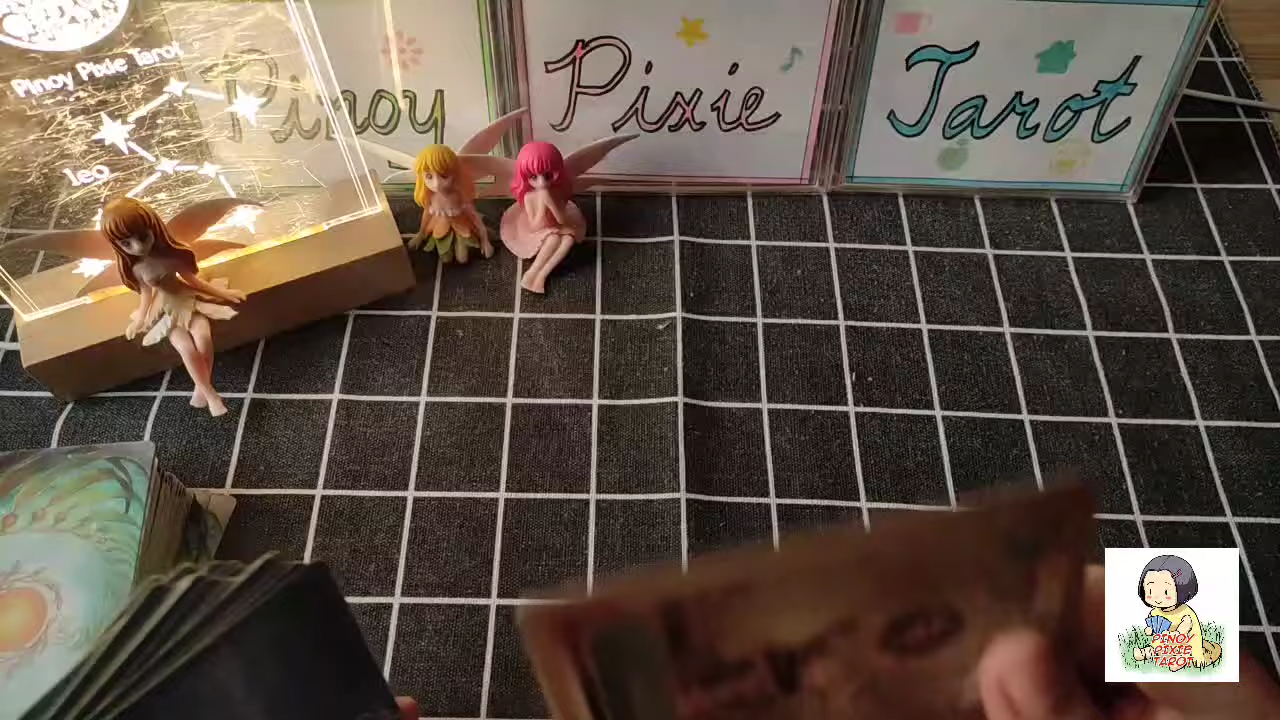 Pinoy Pixie Tarot
leo
Pinoy
Pixie
Tarot
PINOY
PIXIE
TAROT